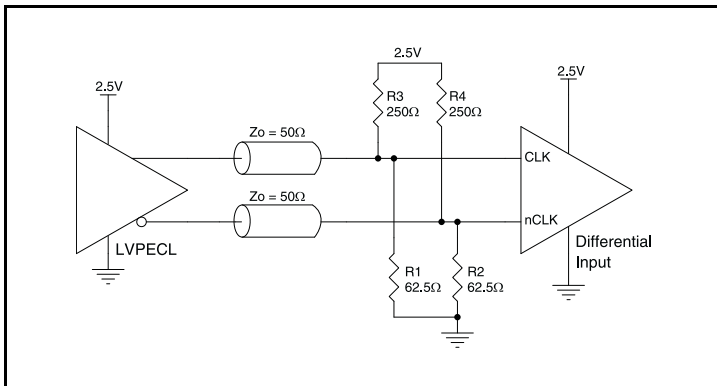 2.5V
2.5V
2.5V
R3
250Ω
R4
250Ω
Zo = 50Ω
CLK
Zo = 50Ω
nCLK
LVPECL
Differential
Input
R1
62.5Ω
R2
62.5Ω